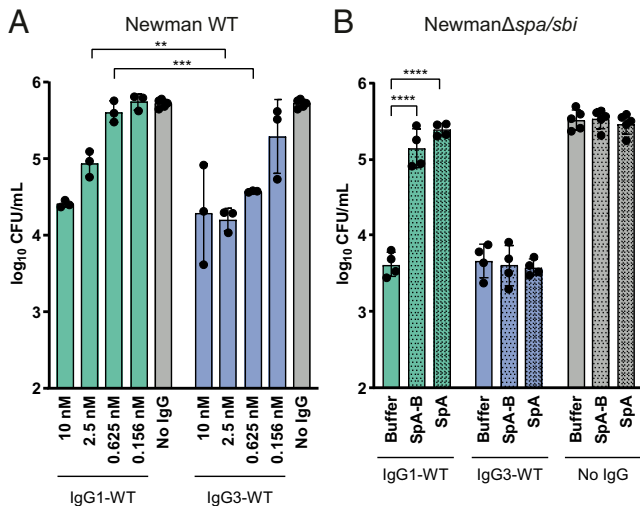 A
Newman WT
**
***
log10 CFU/mL
6
5
4
3
2
10 nM
2.5 nM
0.625 nM
0.156 nM
No IgG
10 nM
2.5 nM
0.625 nM
0.156 nM
No IgG
IgG1-WT
IgG3-WT
B
NewmanΔspa/sbi
****
****
log10 CFU/mL
6
5
4
3
2
Buffer
SpA-B
SpA
Buffer
SpA-B
SpA
Buffer
SpA-B
SpA
IgG1-WT
IgG3-WT
No IgG